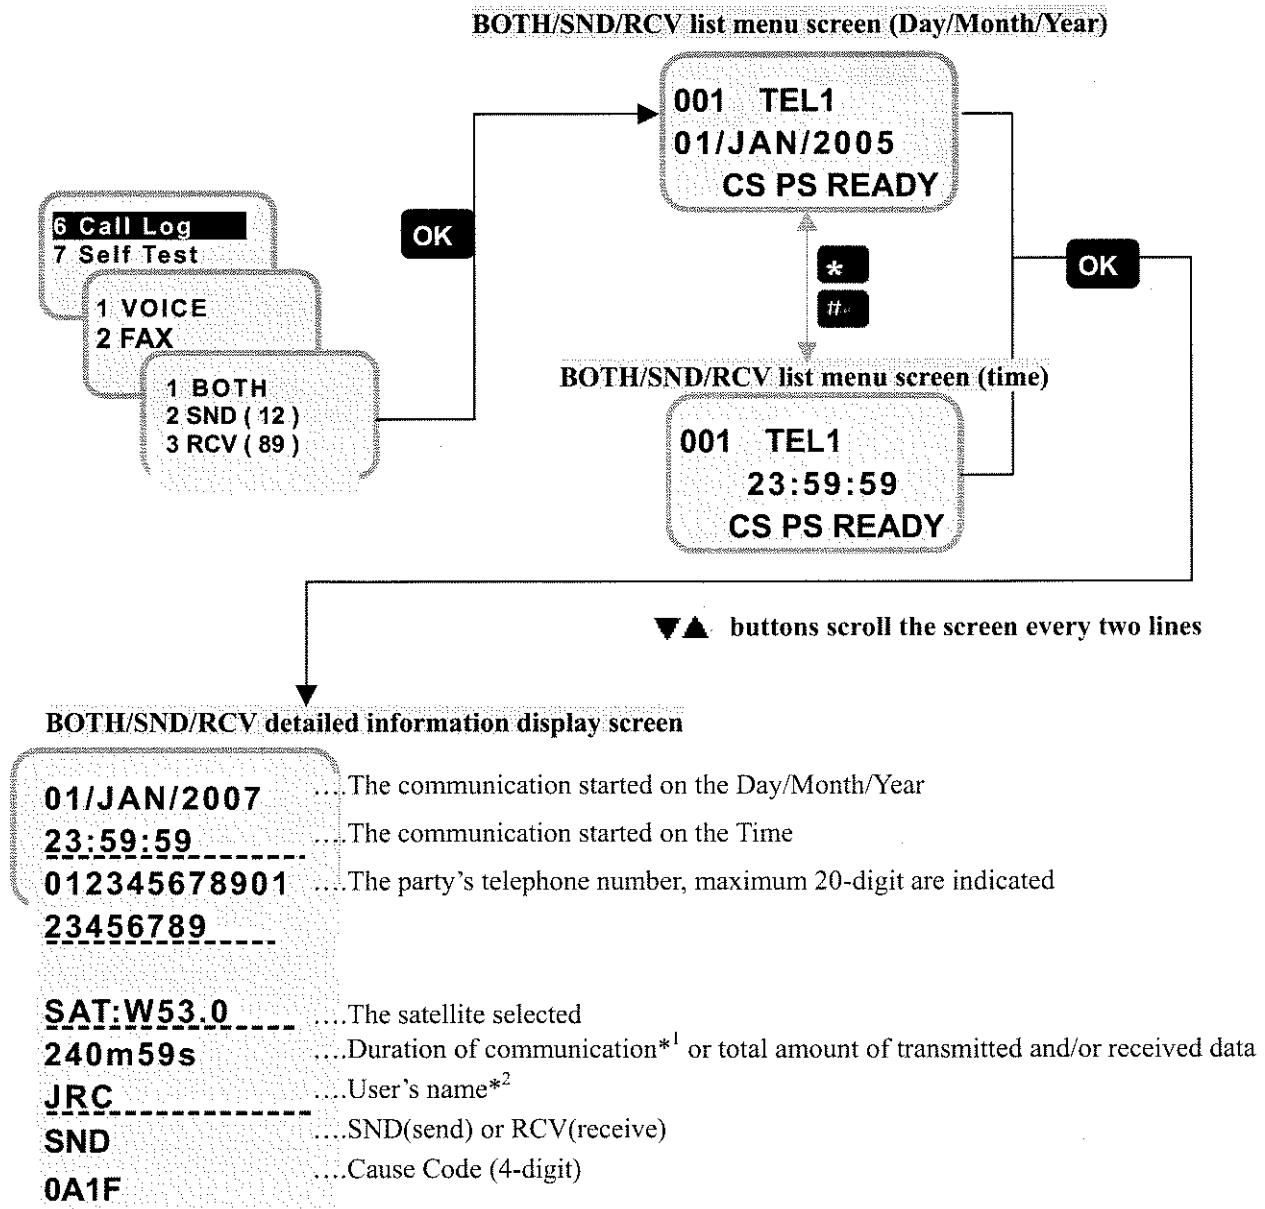 BOTH/SND/RCV list menu screen (Day/Month/Year)
001 TEL1
01/JAN/2005
CS PS READY
6 Call Log
7 Self Test
OK
1 VOICE
2 FAX
*
#
OK
1 BOTH
2 SND ( 12 )
3 RCV ( 89 )
BOTH/SND/RCV list menu screen (time)
001 TEL1
23:59:59
CS PS READY
▼▲ buttons scroll the screen every two lines
BOTH/SND/RCV detailed information display screen
01/JAN/2007 ....The communication started on the Day/Month/Year
23:59:59 ....The communication started on the Time
012345678901 ....The party's telephone number, maximum 20-digit are indicated
23456789
SAT:W53.0 ....The satellite selected
240m59s ....Duration of communication*1 or total amount of transmitted and/or received data
JRC ....User's name*2
SND ....SND(send) or RCV(receive)
0A1F ....Cause Code (4-digit)